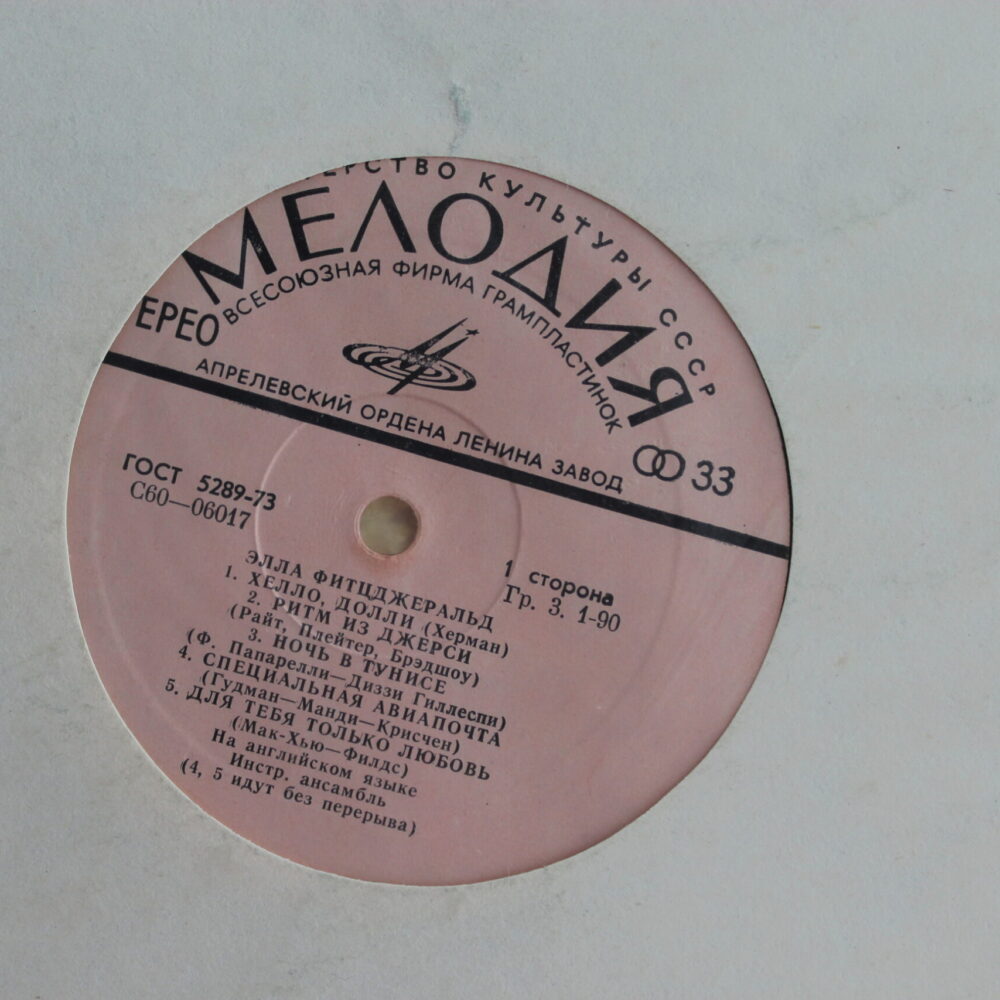 КУЛЬТУРЫ СССР
МЕЛОДИЯ
ВСЕСОЮЗНАЯ ФИРМА ГРАМПЛАСТИНОК
ЕРЕО
33
АПРЕЛЕВСКИЙ ОРДЕНА ЛЕНИНА ЗАВОД
ГОСТ 5289-73
С60—06017
1 сторона
Гр. 3. 1-90
ЭЛЛА ФИТЦДЖЕРАЛЬД
1. ХЕЛЛО, ДОЛЛИ (Херман)
2. РИТМ ИЗ ДЖЕРСИ
(Райт, Плейтер, Брэдшоу)
3. НОЧЬ В ТУНИСЕ
(Ф. Папарелли—Диззи Гиллеспи)
4. СПЕЦИАЛЬНАЯ АВИАПОЧТА
(Гудман—Манди—Крисчен)
5. ДЛЯ ТЕБЯ ТОЛЬКО ЛЮБОВЬ
(Мак-Хью—Филдс)
На английском языке
Инстр. ансамбль
(4, 5 идут без перерыва)